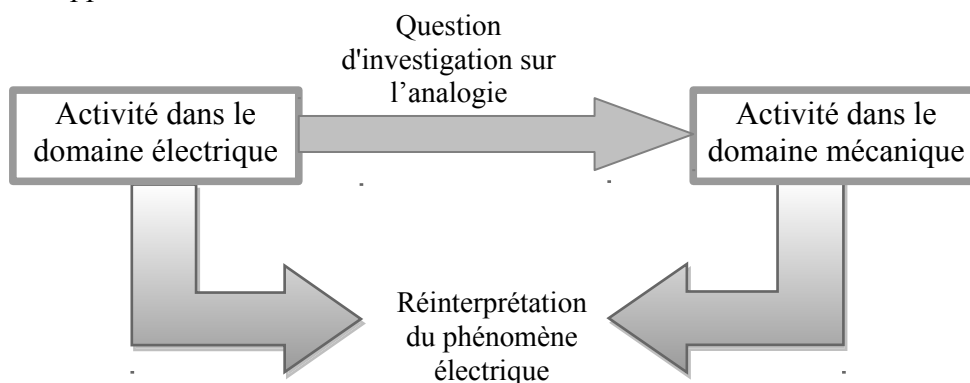 Question
d'investigation sur
l’analogie
Activité dans le
domaine électrique
Activité dans le
domaine mécanique
Réinterprétation
du phénomène
électrique